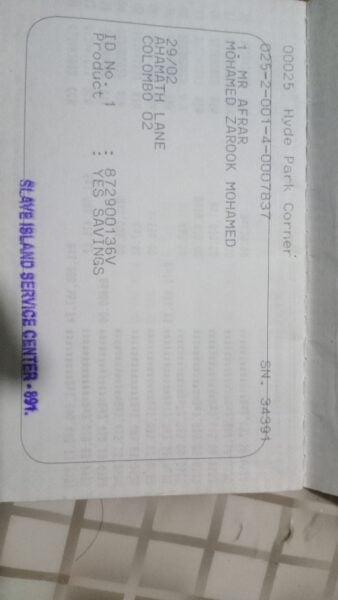 00025 Hyde Park Corner
025-2-001-4-0007837 SN. 34391
1. MR AFRAR
MOHAMED ZAROOK MOHAMED
29/02
AHAMATH LANE
COLOMBO 02
ID No. 1 : 872900136V
Product : YES SAVINGS
SLAVE ISLAND SERVICE CENTER - 891.